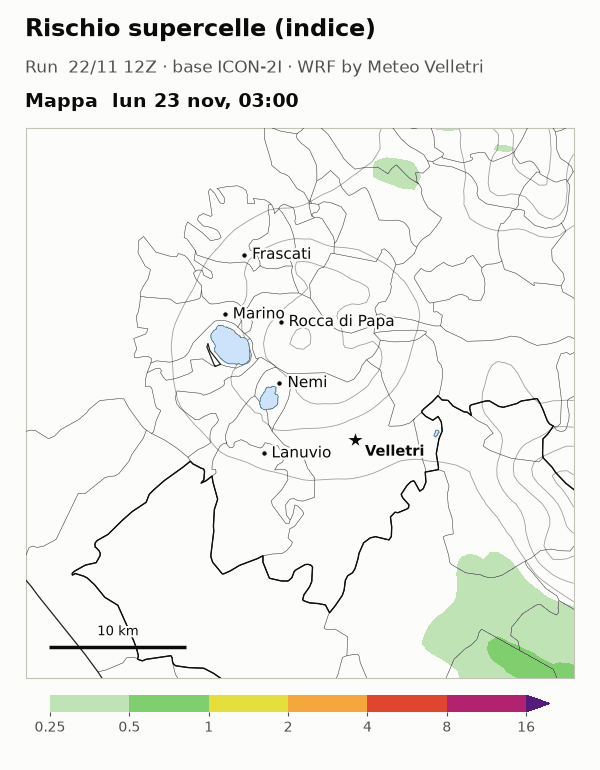 Rischio supercelle (indice)
Run  22/11 12Z · base ICON-2I · WRF by Meteo Velletri
Mappa  lun 23 nov, 03:00
Frascati
Marino
Rocca di Papa
Nemi
Velletri
Lanuvio
10 km
0.25 0.5 1 2 4 8 16